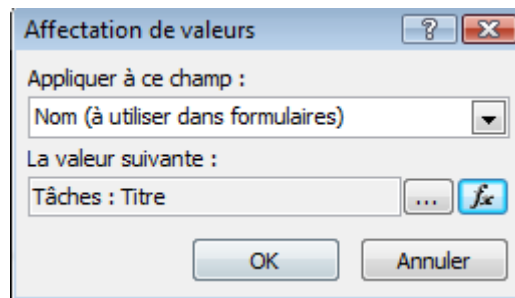 Affectation de valeurs
Appliquer à ce champ :
Nom (à utiliser dans formulaires)
La valeur suivante :
Tâches : Titre
... fx
OK Annuler